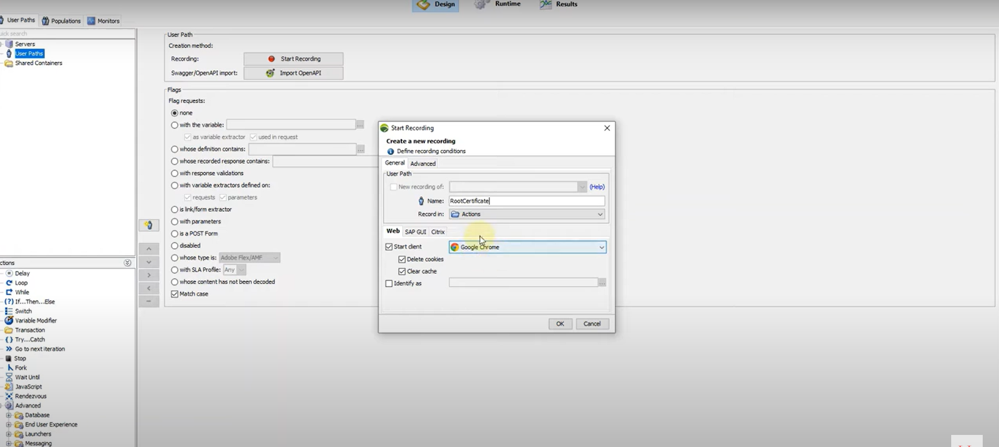 Design Runtime Results
User Paths Populations Monitors
uick search
Servers
User Paths
Shared Containers
User Path
Creation method:
Recording: Start Recording
Swagger/OpenAPI import: Import OpenAPI
Flags
Flag requests:
none
with the variable: ...
as variable extractor used in request
whose definition contains: ...
whose recorded response contains:
with response validations
with variable extractors defined on:
requests parameters
is link/form extractor
with parameters
is a POST Form
disabled
whose type is: Adobe Flex/AMF
with SLA Profile: Any
whose content has not been decoded
Match case
Start Recording
Create a new recording
Define recording conditions
General Advanced
User Path
New recording of: (Help)
Name: RootCertificate
Record in: Actions
Web SAP GUI Citrix
Start client Google Chrome
Delete cookies
Clear cache
Identify as ...
OK Cancel
ctions
Delay
Loop
While
If...Then...Else
Switch
Variable Modifier
Transaction
Try...Catch
Go to next iteration
Stop
Fork
Wait Until
JavaScript
Rendezvous
Advanced
Database
End User Experience
Launchers
Messaging